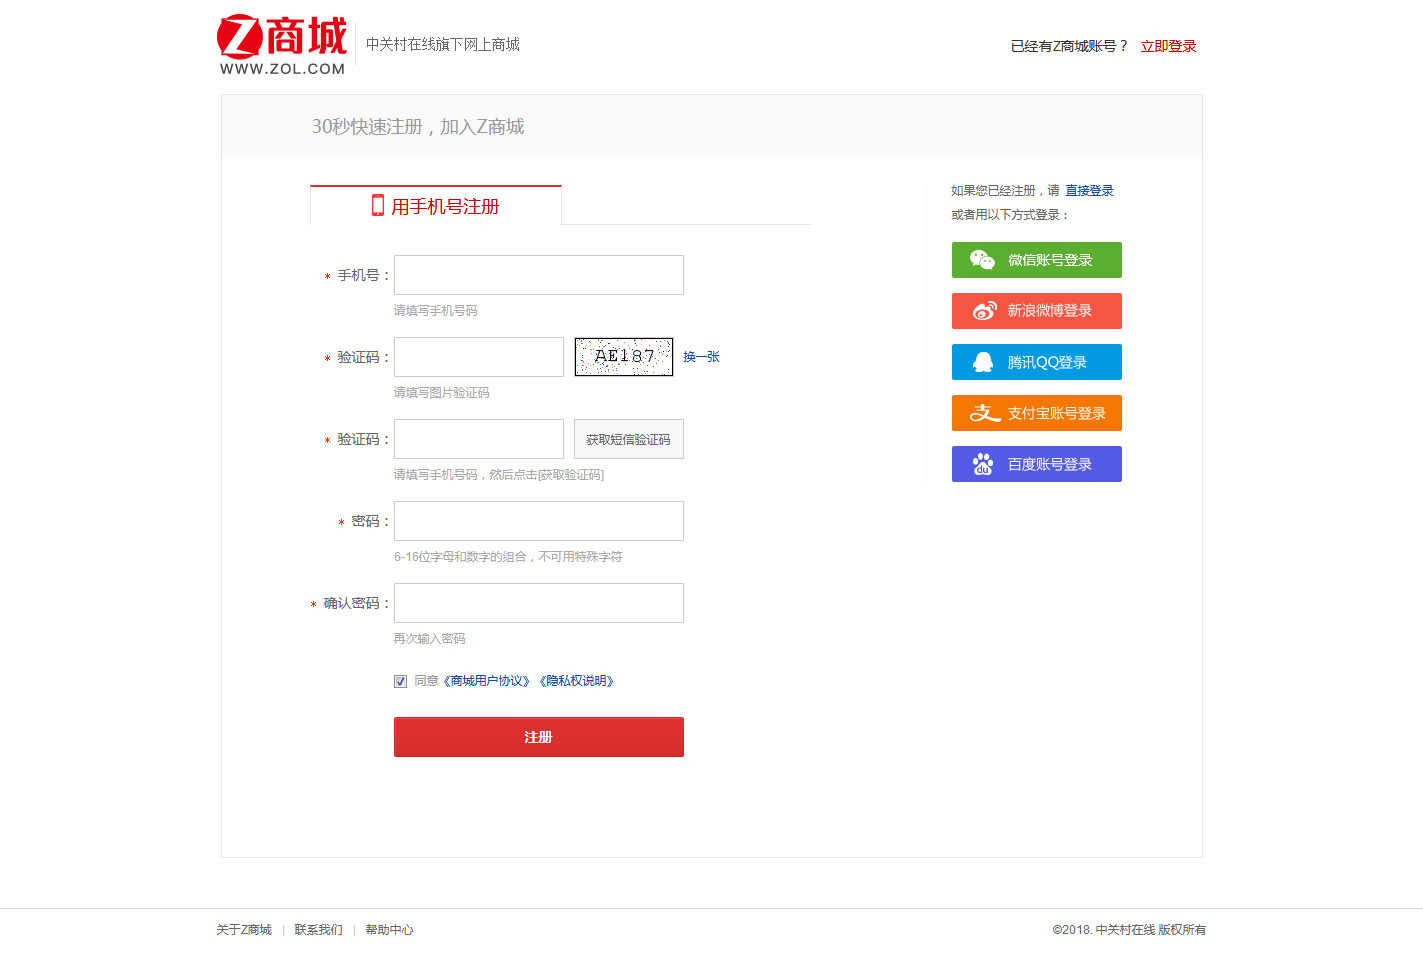 Z商城
WWW.ZOL.COM
中关村在线旗下网上商城
已经有Z商城账号？ 立即登录
30秒快速注册，加入Z商城
用手机号注册
* 手机号：
请填写手机号码
* 验证码： AE187 换一张
请填写图片验证码
* 验证码： 获取短信验证码
请填写手机号码，然后点击[获取验证码]
* 密码：
6-16位字母和数字的组合，不可用特殊字符
* 确认密码：
再次输入密码
同意《商城用户协议》《隐私权说明》
注册
如果您已经注册，请 直接登录
或者用以下方式登录：
微信账号登录
新浪微博登录
腾讯QQ登录
支 支付宝账号登录
du 百度账号登录
关于Z商城 | 联系我们 | 帮助中心
©2018. 中关村在线 版权所有